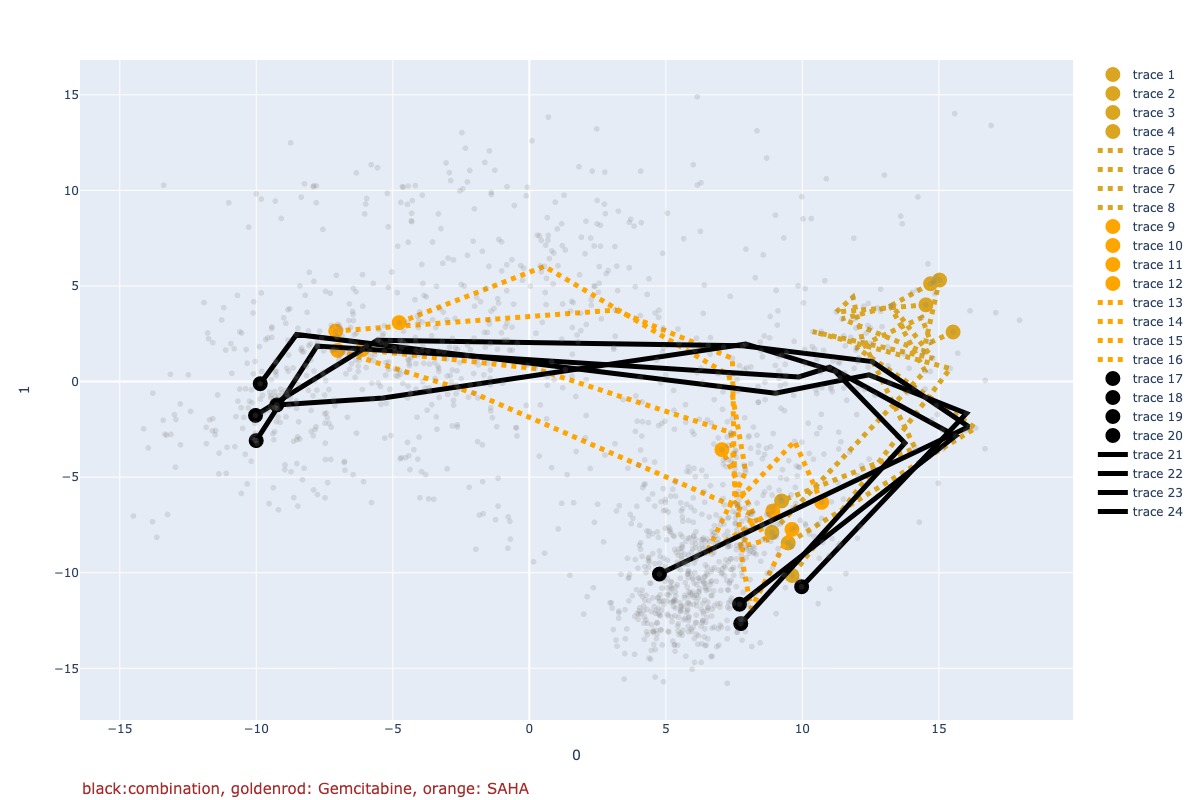 15
10
5
0
−5
−10
−15
1
−15
−10
−5
0
5
10
15
0
trace 1
trace 2
trace 3
trace 4
trace 5
trace 6
trace 7
trace 8
trace 9
trace 10
trace 11
trace 12
trace 13
trace 14
trace 15
trace 16
trace 17
trace 18
trace 19
trace 20
trace 21
trace 22
trace 23
trace 24
black:combination, goldenrod: Gemcitabine, orange: SAHA